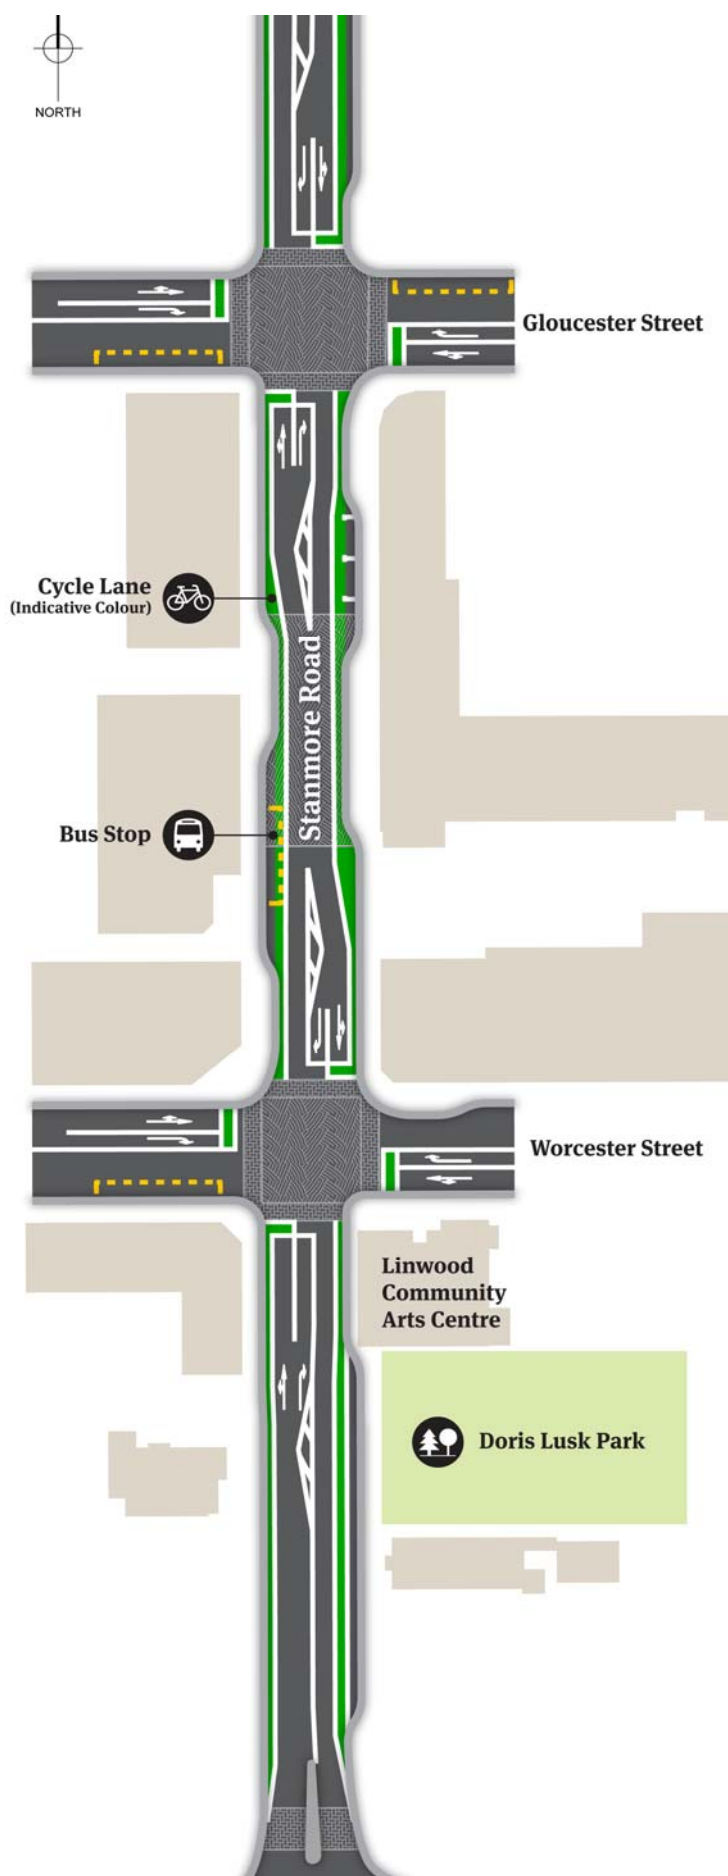 NORTH
Gloucester Street
Cycle Lane
(Indicative Colour)
Stanmore Road
Bus Stop
Worcester Street
Linwood
Community
Arts Centre
Doris Lusk Park